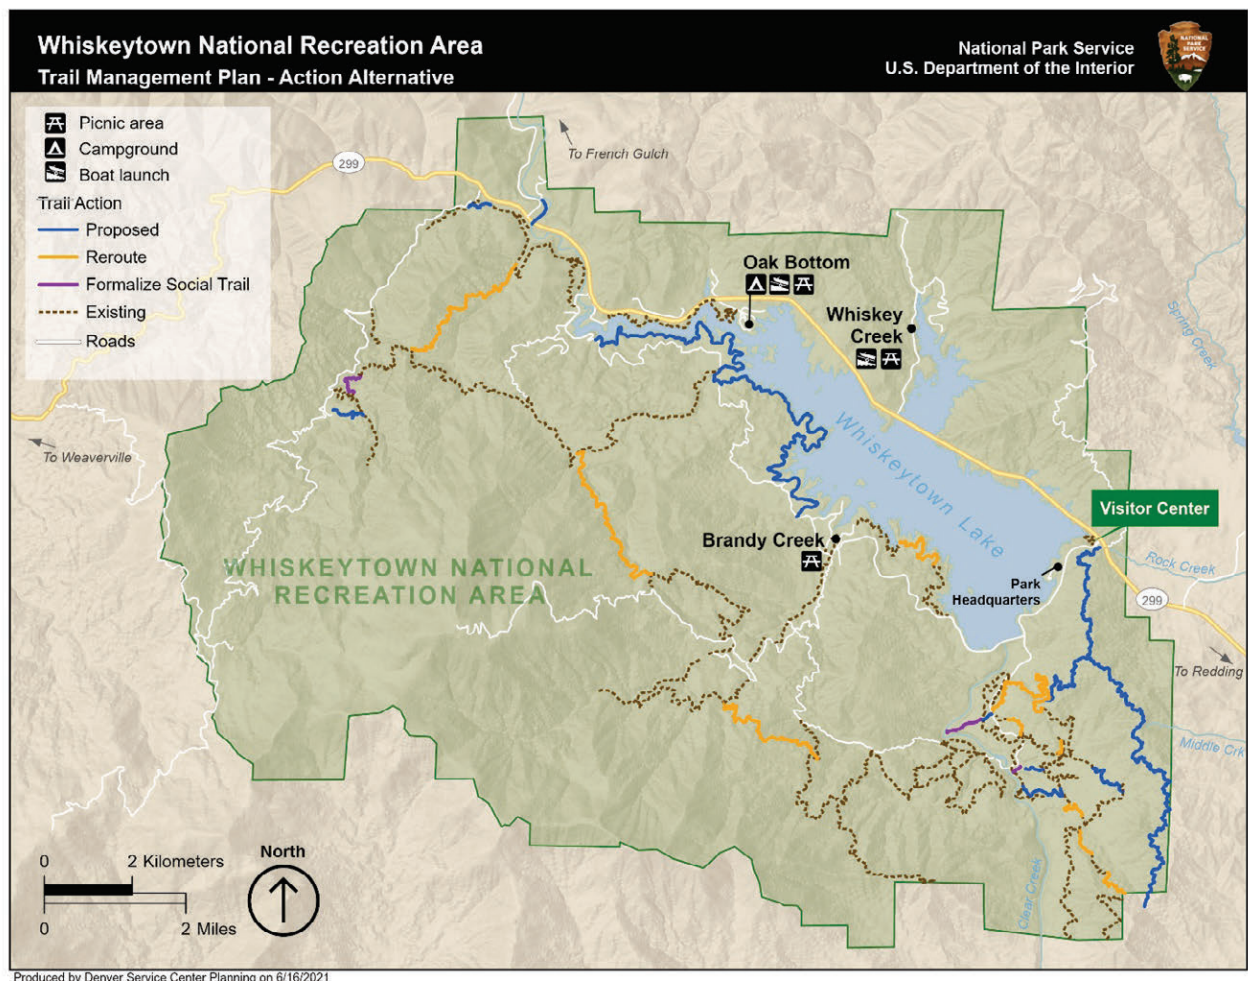 Whiskeytown National Recreation Area
Trail Management Plan - Action Alternative
National Park Service
U.S. Department of the Interior
NATIONAL
PARK
SERVICE
Picnic area
Campground
Boat launch
Trail Action
Proposed
Reroute
Formalize Social Trail
Existing
Roads
299
To French Gulch
Oak Bottom
Whiskey
Creek
Spring Creek
To Weaverville
Whiskeytown Lake
Visitor Center
Brandy Creek
WHISKEYTOWN NATIONAL
RECREATION AREA
Park
Headquarters
Rock Creek
299
To Redding
Middle Crk
Clear Creek
0 2 Kilometers
0 2 Miles
North
Produced by Denver Service Center Planning on 6/16/2021